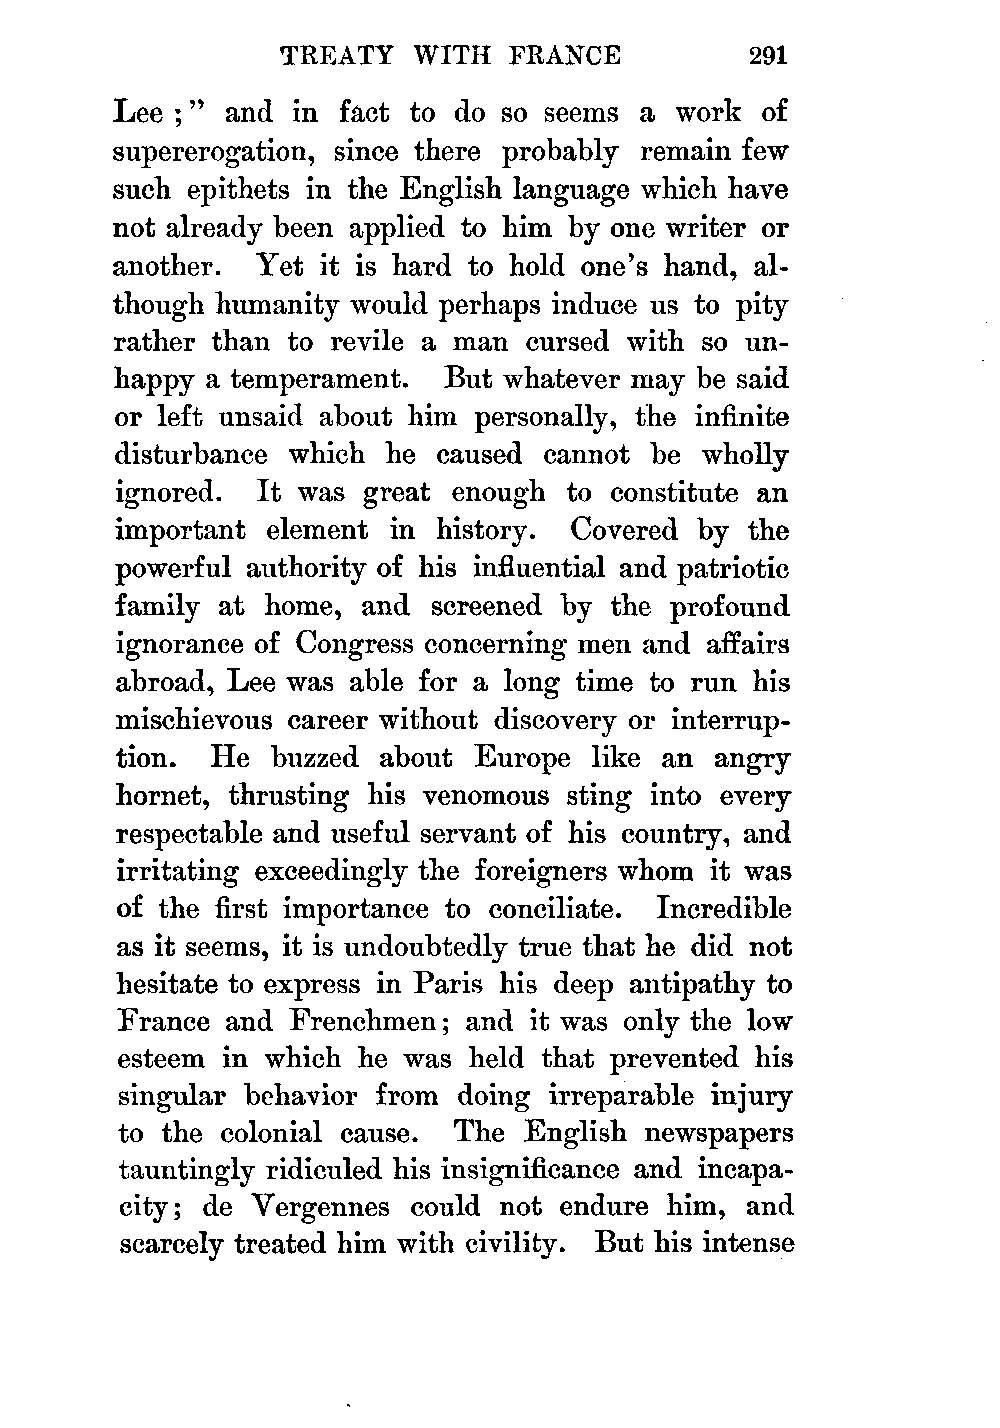 TREATY WITH FRANCE 291
Lee ;" and in fact to do so seems a work of
supererogation, since there probably remain few
such epithets in the English language which have
not already been applied to him by one writer or
another. Yet it is hard to hold one's hand, al-
though humanity would perhaps induce us to pity
rather than to revile a man cursed with so un-
happy a temperament. But whatever may be said
or left unsaid about him personally, the infinite
disturbance which he caused cannot be wholly
ignored. It was great enough to constitute an
important element in history. Covered by the
powerful authority of his influential and patriotic
family at home, and screened by the profound
ignorance of Congress concerning men and affairs
abroad, Lee was able for a long time to run his
mischievous career without discovery or interrup-
tion. He buzzed about Europe like an angry
hornet, thrusting his venomous sting into every
respectable and useful servant of his country, and
irritating exceedingly the foreigners whom it was
of the first importance to conciliate. Incredible
as it seems, it is undoubtedly true that he did not
hesitate to express in Paris his deep antipathy to
France and Frenchmen; and it was only the low
esteem in which he was held that prevented his
singular behavior from doing irreparable injury
to the colonial cause. The English newspapers
tauntingly ridiculed his insignificance and incapa-
city; de Vergennes could not endure him, and
scarcely treated him with civility. But his intense